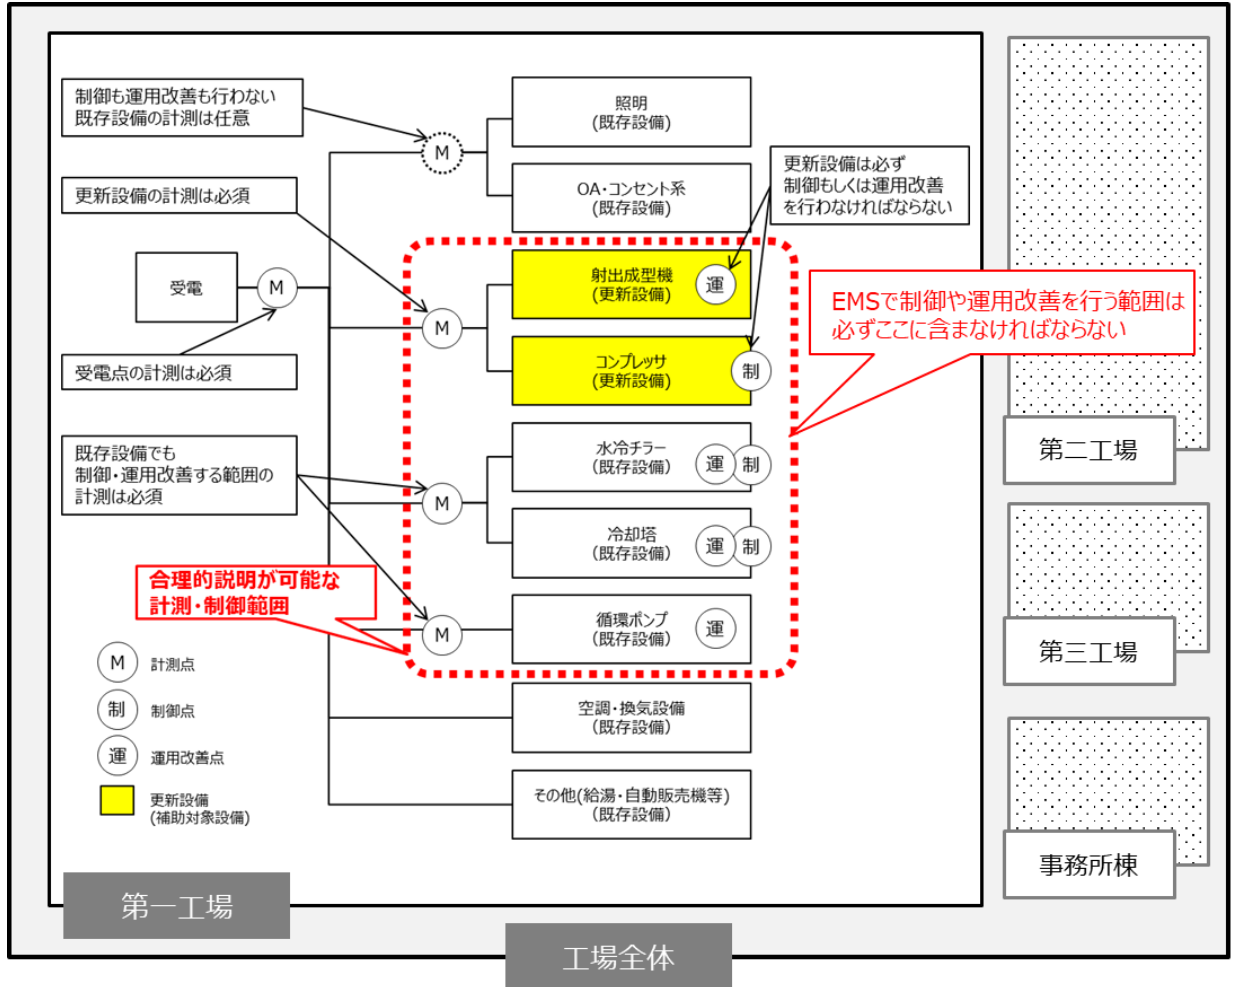 制御も運用改善も行わない
既存設備の計測は任意
更新設備の計測は必須
受電
M
受電点の計測は必須
既存設備でも
制御・運用改善する範囲の
計測は必須
合理的説明が可能な
計測・制御範囲
M
照明
(既存設備)
OA・コンセント系
(既存設備)
更新設備は必ず
制御もしくは運用改善
を行わなければならない
M
射出成型機
(更新設備)
運
コンプレッサ
(更新設備)
制
EMSで制御や運用改善を行う範囲は
必ずここに含まなければならない
M
水冷チラー
(既存設備)
運
制
冷却塔
(既存設備)
運
制
M
循環ポンプ
(既存設備)
運
空調・換気設備
(既存設備)
その他(給湯・自動販売機等)
(既存設備)
M 計測点
制 制御点
運 運用改善点
更新設備
(補助対象設備)
第一工場
第二工場
第三工場
事務所棟
工場全体